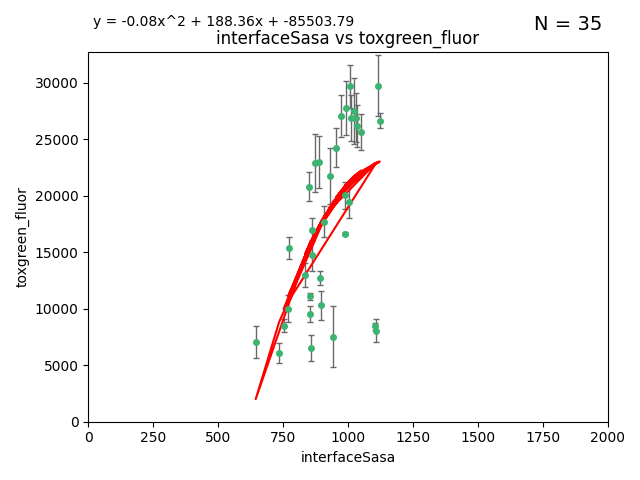 y = -0.08x^2 + 188.36x + -85503.79
N = 35
interfaceSasa vs toxgreen_fluor
30000
25000
20000
15000
10000
5000
0
toxgreen_fluor
0 250 500 750 1000 1250 1500 1750 2000
interfaceSasa